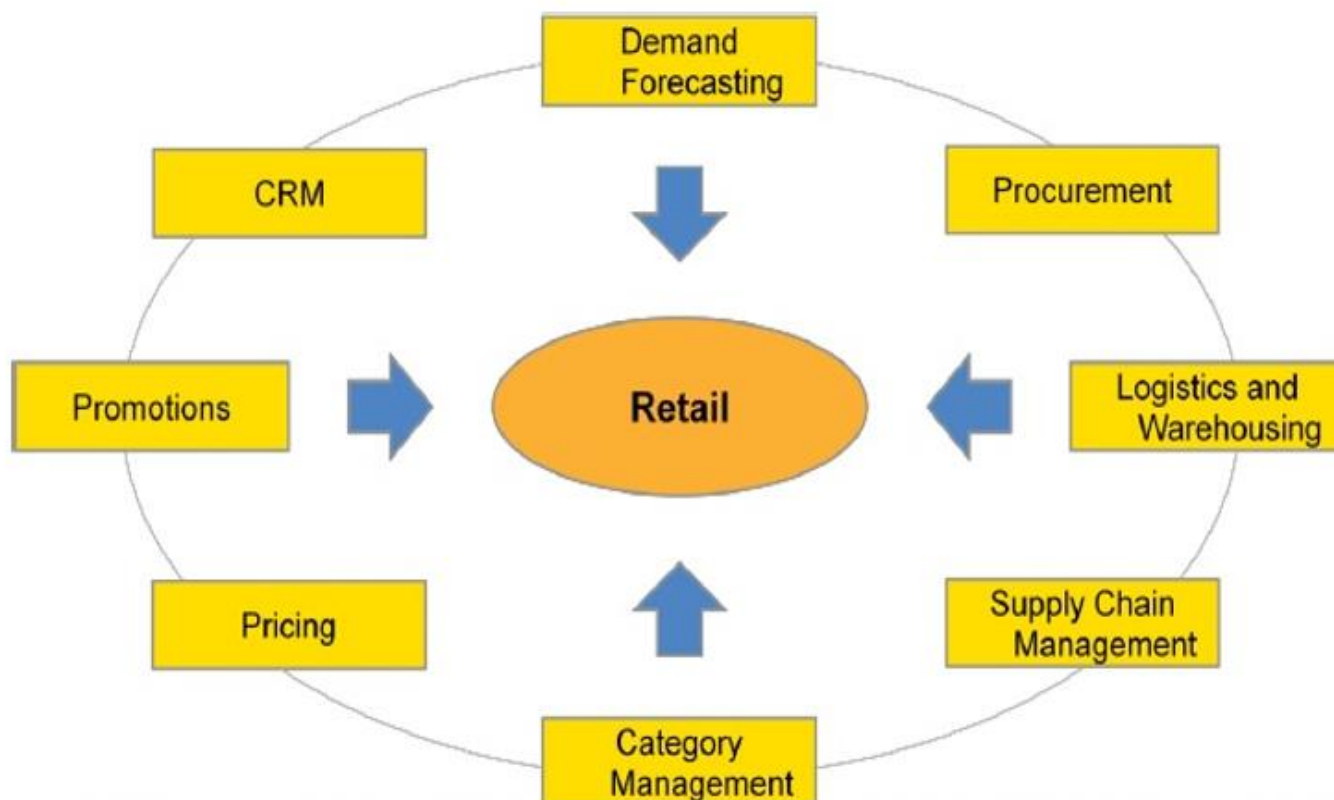 Demand
Forecasting
CRM
Procurement
Promotions
Retail
Logistics and
Warehousing
Pricing
Supply Chain
Management
Category
Management